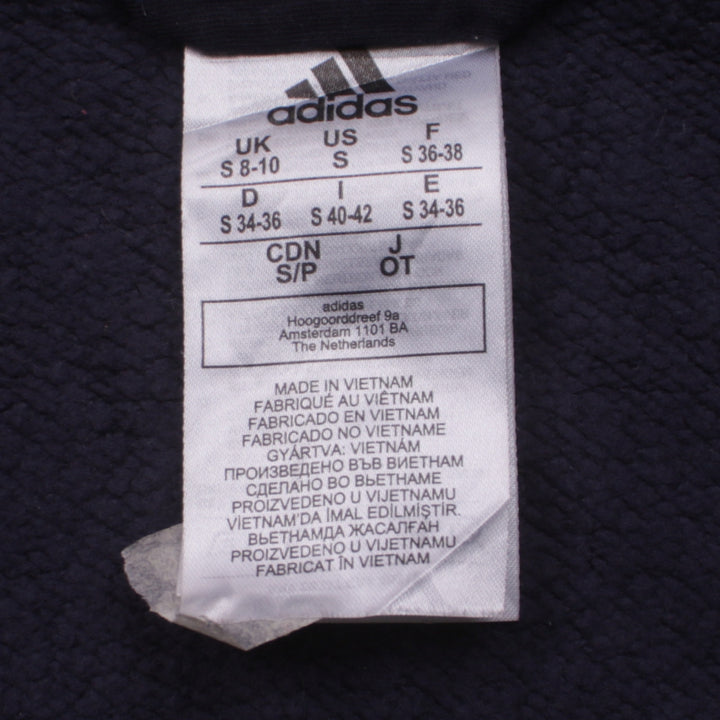 adidas
UK US F
S 8-10 S S 36-38
D I E
S 34-36 S 40-42 S 34-36
CDN J
S/P OT
adidas
Hoogoorddreef 9a
Amsterdam 1101 BA
The Netherlands
MADE IN VIETNAM
FABRIQUÉ AU VIÊTNAM
FABRICADO EN VIETNAM
FABRICADO NO VIETNAME
GYÁRTVA: VIETNÁM
ПРОИЗВЕДЕНО ВЪВ ВИЕТНАМ
СДЕЛАНО ВО ВЬЕТНАМЕ
PROIZVEDENO U VIJETNAMU
VİETNAM'DA İMAL EDİLMİŞTİR.
ВЬЕТНАМДА ЖАСАЛҒАН
PROIZVEDENO U VIJETNAMU
FABRICAT ÎN VIETNAM